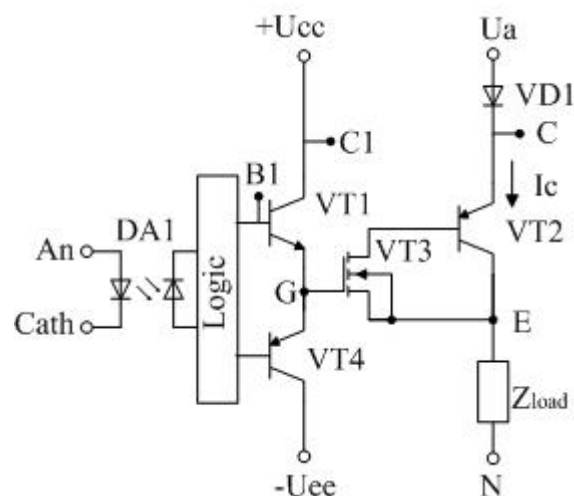 +Ucc
Ua
VD1
C1
C
B1
Ic
VT1
VT2
An
DA1
Logic
VT3
G
E
Cath
VT4
Zload
-Uee
N